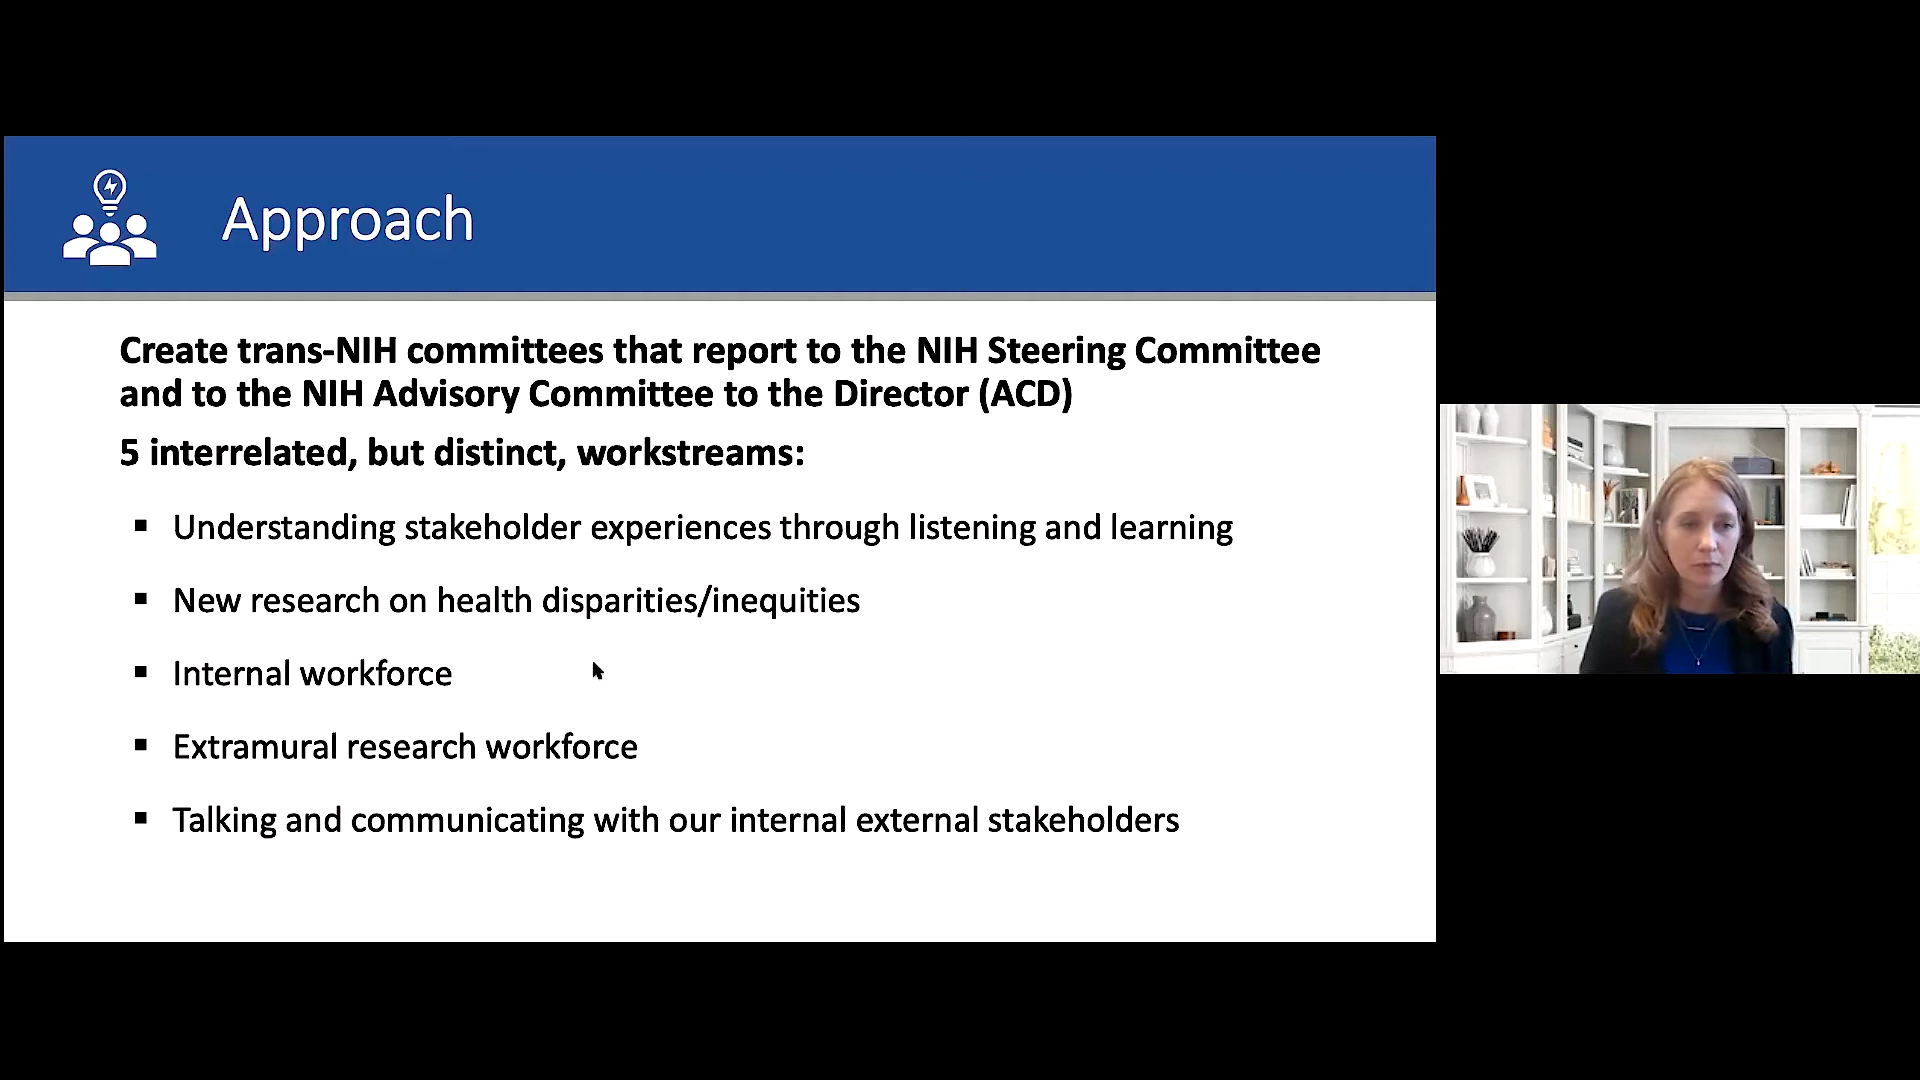 Approach
Create trans-NIH committees that report to the NIH Steering Committee
and to the NIH Advisory Committee to the Director (ACD)
5 interrelated, but distinct, workstreams:
▪ Understanding stakeholder experiences through listening and learning
▪ New research on health disparities/inequities
▪ Internal workforce
▪ Extramural research workforce
▪ Talking and communicating with our internal external stakeholders